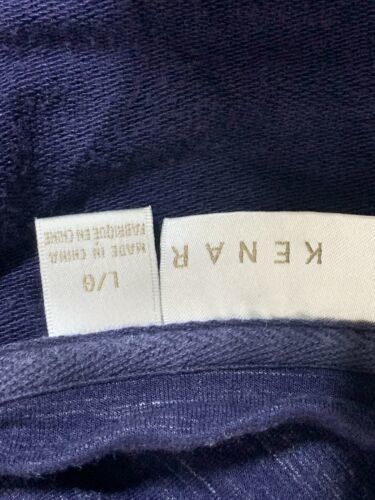 KENAR
L/G
MADE IN CHINA
FABRIQUE EN CHINE